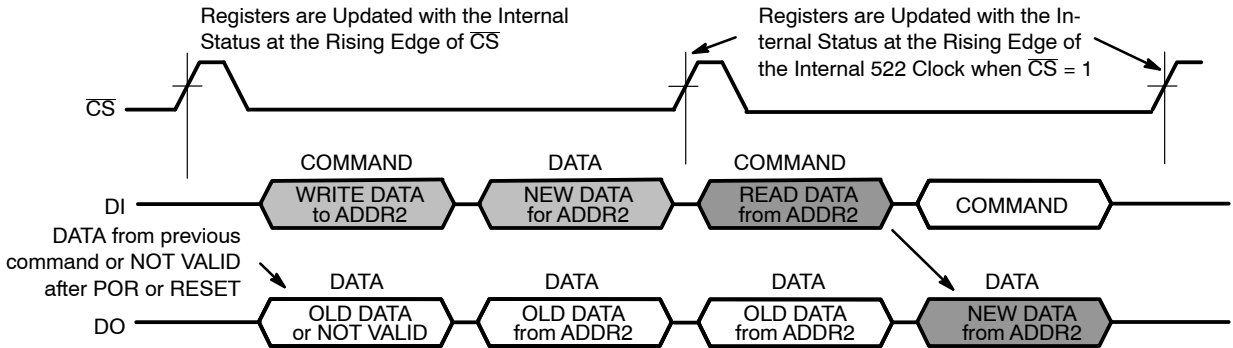 Registers are Updated with the Internal
Status at the Rising Edge of C̅S̅
Registers are Updated with the In-
ternal Status at the Rising Edge of
the Internal 522 Clock when C̅S̅ = 1
C̅S̅
COMMAND
DATA
COMMAND
DI
WRITE DATA
to ADDR2
NEW DATA
for ADDR2
READ DATA
from ADDR2
COMMAND
DATA from previous
command or NOT VALID
after POR or RESET
DATA
DATA
DATA
DATA
DO
OLD DATA
or NOT VALID
OLD DATA
from ADDR2
OLD DATA
from ADDR2
NEW DATA
from ADDR2